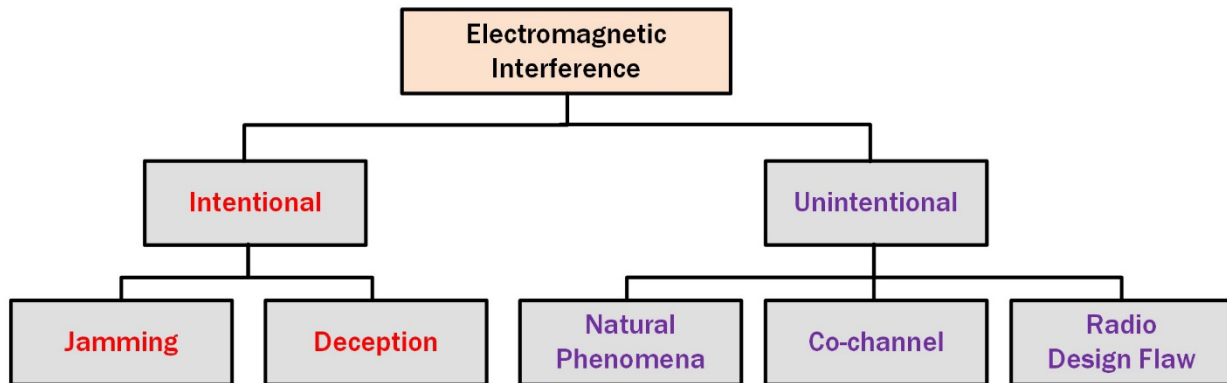 Electromagnetic
Interference
Intentional
Unintentional
Jamming
Deception
Natural
Phenomena
Co-channel
Radio
Design Flaw